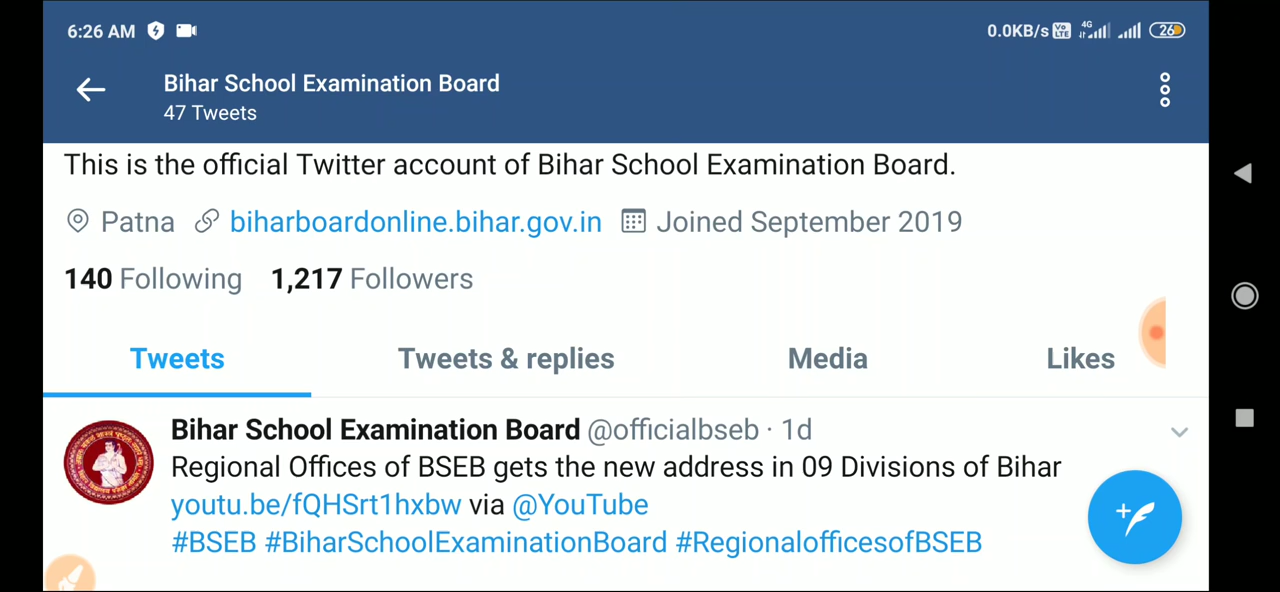 6:26 AM 0.0KB/s Vo LTE 4G 26
Bihar School Examination Board
47 Tweets
This is the official Twitter account of Bihar School Examination Board.
Patna biharboardonline.bihar.gov.in Joined September 2019
140 Following 1,217 Followers
Tweets Tweets & replies Media Likes
Bihar School Examination Board @officialbseb · 1d
Regional Offices of BSEB gets the new address in 09 Divisions of Bihar
youtu.be/fQHSrt1hxbw via @YouTube
#BSEB #BiharSchoolExaminationBoard #RegionalofficesofBSEB